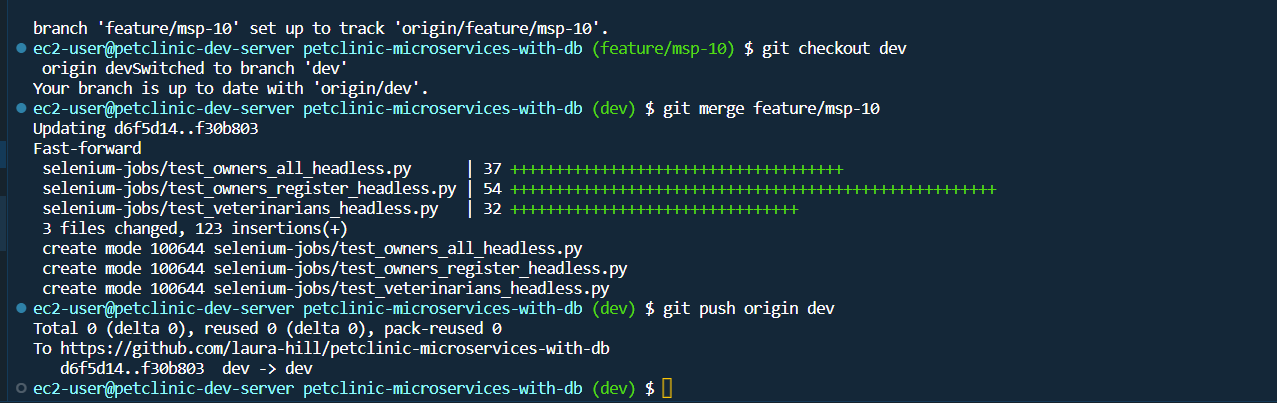 branch 'feature/msp-10' set up to track 'origin/feature/msp-10'.
ec2-user@petclinic-dev-server petclinic-microservices-with-db (feature/msp-10) $ git checkout dev
 origin devSwitched to branch 'dev'
Your branch is up to date with 'origin/dev'.
ec2-user@petclinic-dev-server petclinic-microservices-with-db (dev) $ git merge feature/msp-10
Updating d6f5d14..f30b803
Fast-forward
 selenium-jobs/test_owners_all_headless.py      | 37 +++++++++++++++++++++++++++++++++++++
 selenium-jobs/test_owners_register_headless.py | 54 ++++++++++++++++++++++++++++++++++++++++++++++++++++++
 selenium-jobs/test_veterinarians_headless.py   | 32 ++++++++++++++++++++++++++++++++
 3 files changed, 123 insertions(+)
 create mode 100644 selenium-jobs/test_owners_all_headless.py
 create mode 100644 selenium-jobs/test_owners_register_headless.py
 create mode 100644 selenium-jobs/test_veterinarians_headless.py
ec2-user@petclinic-dev-server petclinic-microservices-with-db (dev) $ git push origin dev
Total 0 (delta 0), reused 0 (delta 0), pack-reused 0
To https://github.com/laura-hill/petclinic-microservices-with-db
   d6f5d14..f30b803  dev -> dev
ec2-user@petclinic-dev-server petclinic-microservices-with-db (dev) $